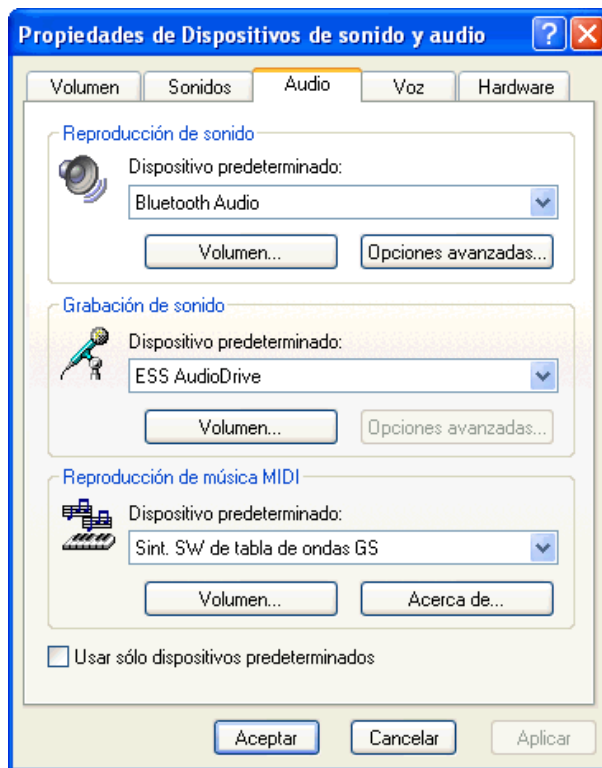 Propiedades de Dispositivos de sonido y audio
Volumen Sonidos Audio Voz Hardware
Reproducción de sonido
Dispositivo predeterminado:
Bluetooth Audio
Volumen... Opciones avanzadas...
Grabación de sonido
Dispositivo predeterminado:
ESS AudioDrive
Volumen... Opciones avanzadas...
Reproducción de música MIDI
Dispositivo predeterminado:
Sint. SW de tabla de ondas GS
Volumen... Acerca de...
Usar sólo dispositivos predeterminados
Aceptar Cancelar Aplicar